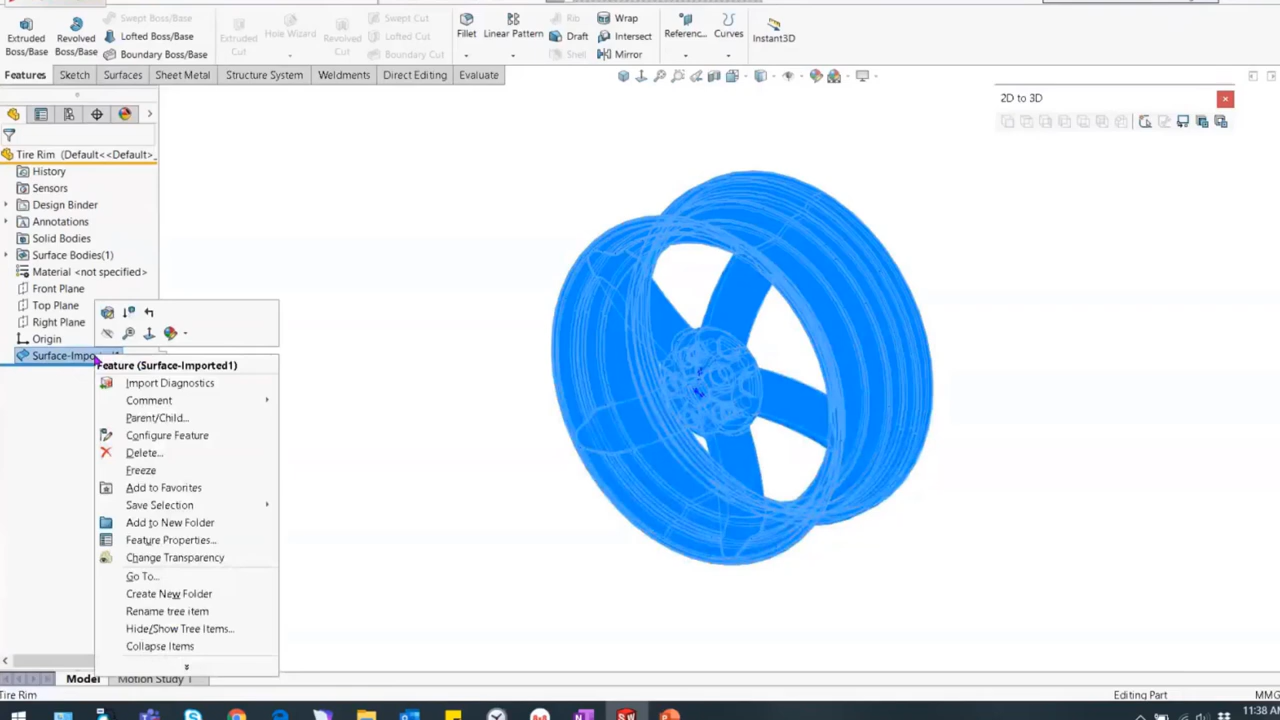 Extruded Boss/Base
Revolved Boss/Base
Swept Boss/Base
Lofted Boss/Base
Boundary Boss/Base
Extruded Cut
Hole Wizard
Revolved Cut
Swept Cut
Lofted Cut
Boundary Cut
Fillet
Linear Pattern
Rib
Draft
Shell
Wrap
Intersect
Mirror
Referenc...
Curves
Instant3D
Features
Sketch
Surfaces
Sheet Metal
Structure System
Weldments
Direct Editing
Evaluate
2D to 3D
Tire Rim (Default<<Default>_
History
Sensors
Design Binder
Annotations
Solid Bodies
Surface Bodies(1)
Material <not specified>
Front Plane
Top Plane
Right Plane
Origin
Surface-Impo
Feature (Surface-Imported1)
Import Diagnostics
Comment
Parent/Child...
Configure Feature
Delete...
Freeze
Add to Favorites
Save Selection
Add to New Folder
Feature Properties...
Change Transparency
Go To...
Create New Folder
Rename tree item
Hide/Show Tree Items...
Collapse Items
Model
Motion Study 1
Tire Rim
Editing Part
MMG
11:38 AM